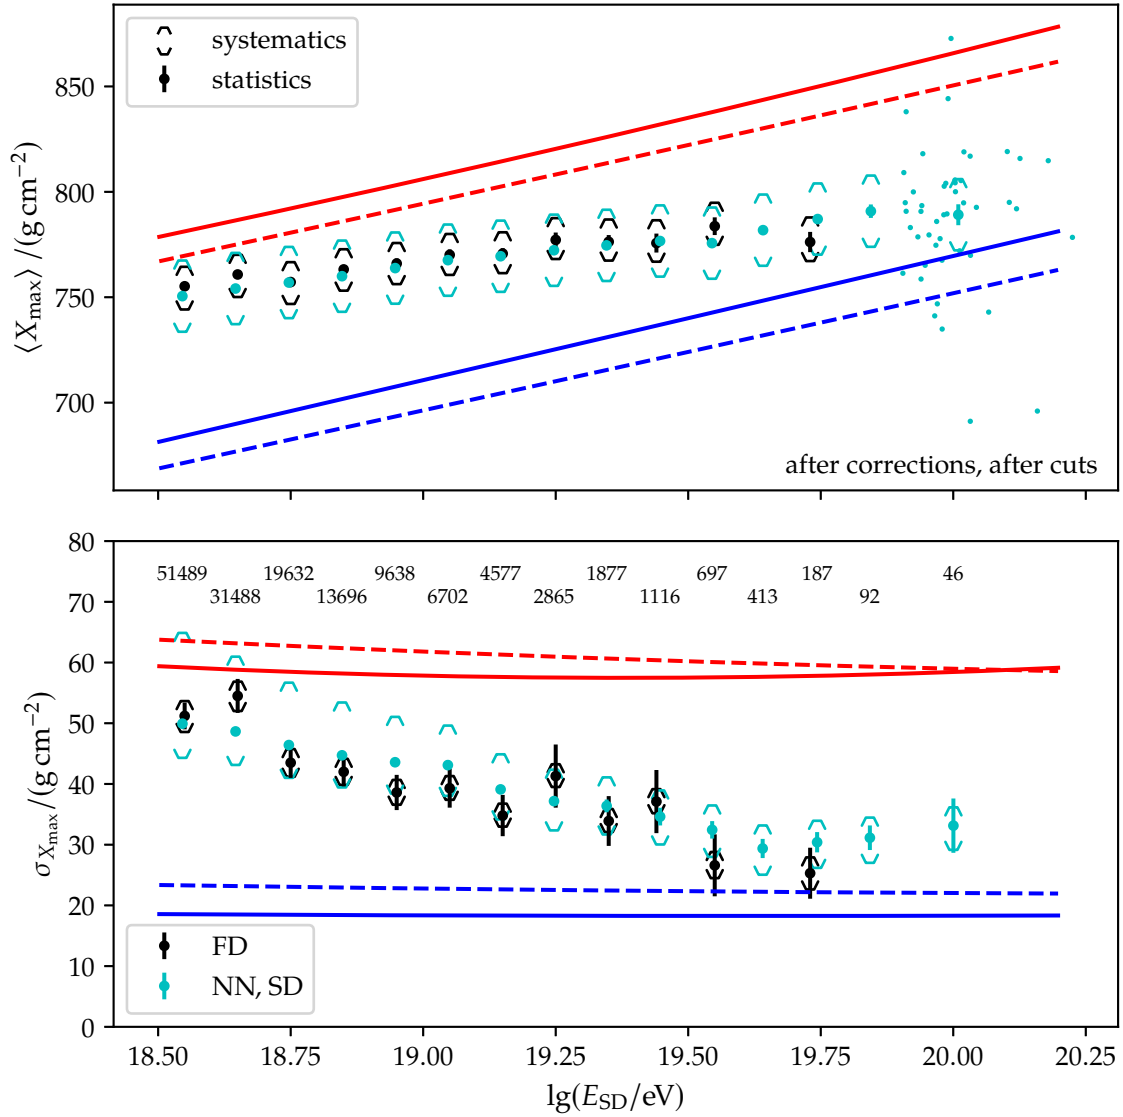 systematics
statistics
850
800
750
700
⟨X_max⟩ /(g cm⁻²)
after corrections, after cuts
80
70
60
50
40
30
20
10
0
σ_{X_max}/(g cm⁻²)
51489 19632 9638 4577 1877 697 187 46
31488 13696 6702 2865 1116 413 92
FD
NN, SD
18.50 18.75 19.00 19.25 19.50 19.75 20.00 20.25
lg(E_SD/eV)